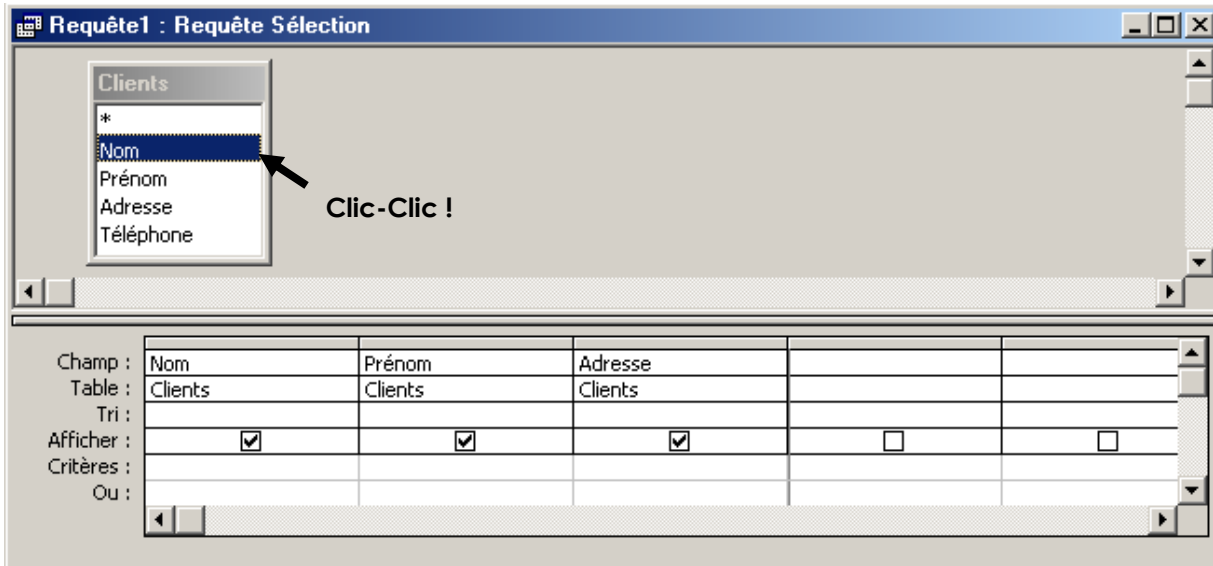 Requête1 : Requête Sélection
Clients
*
Nom
Prénom
Adresse
Téléphone
Clic-Clic !
Champ : Nom Prénom Adresse
Table : Clients Clients Clients
Tri :
Afficher :
Critères :
Ou :